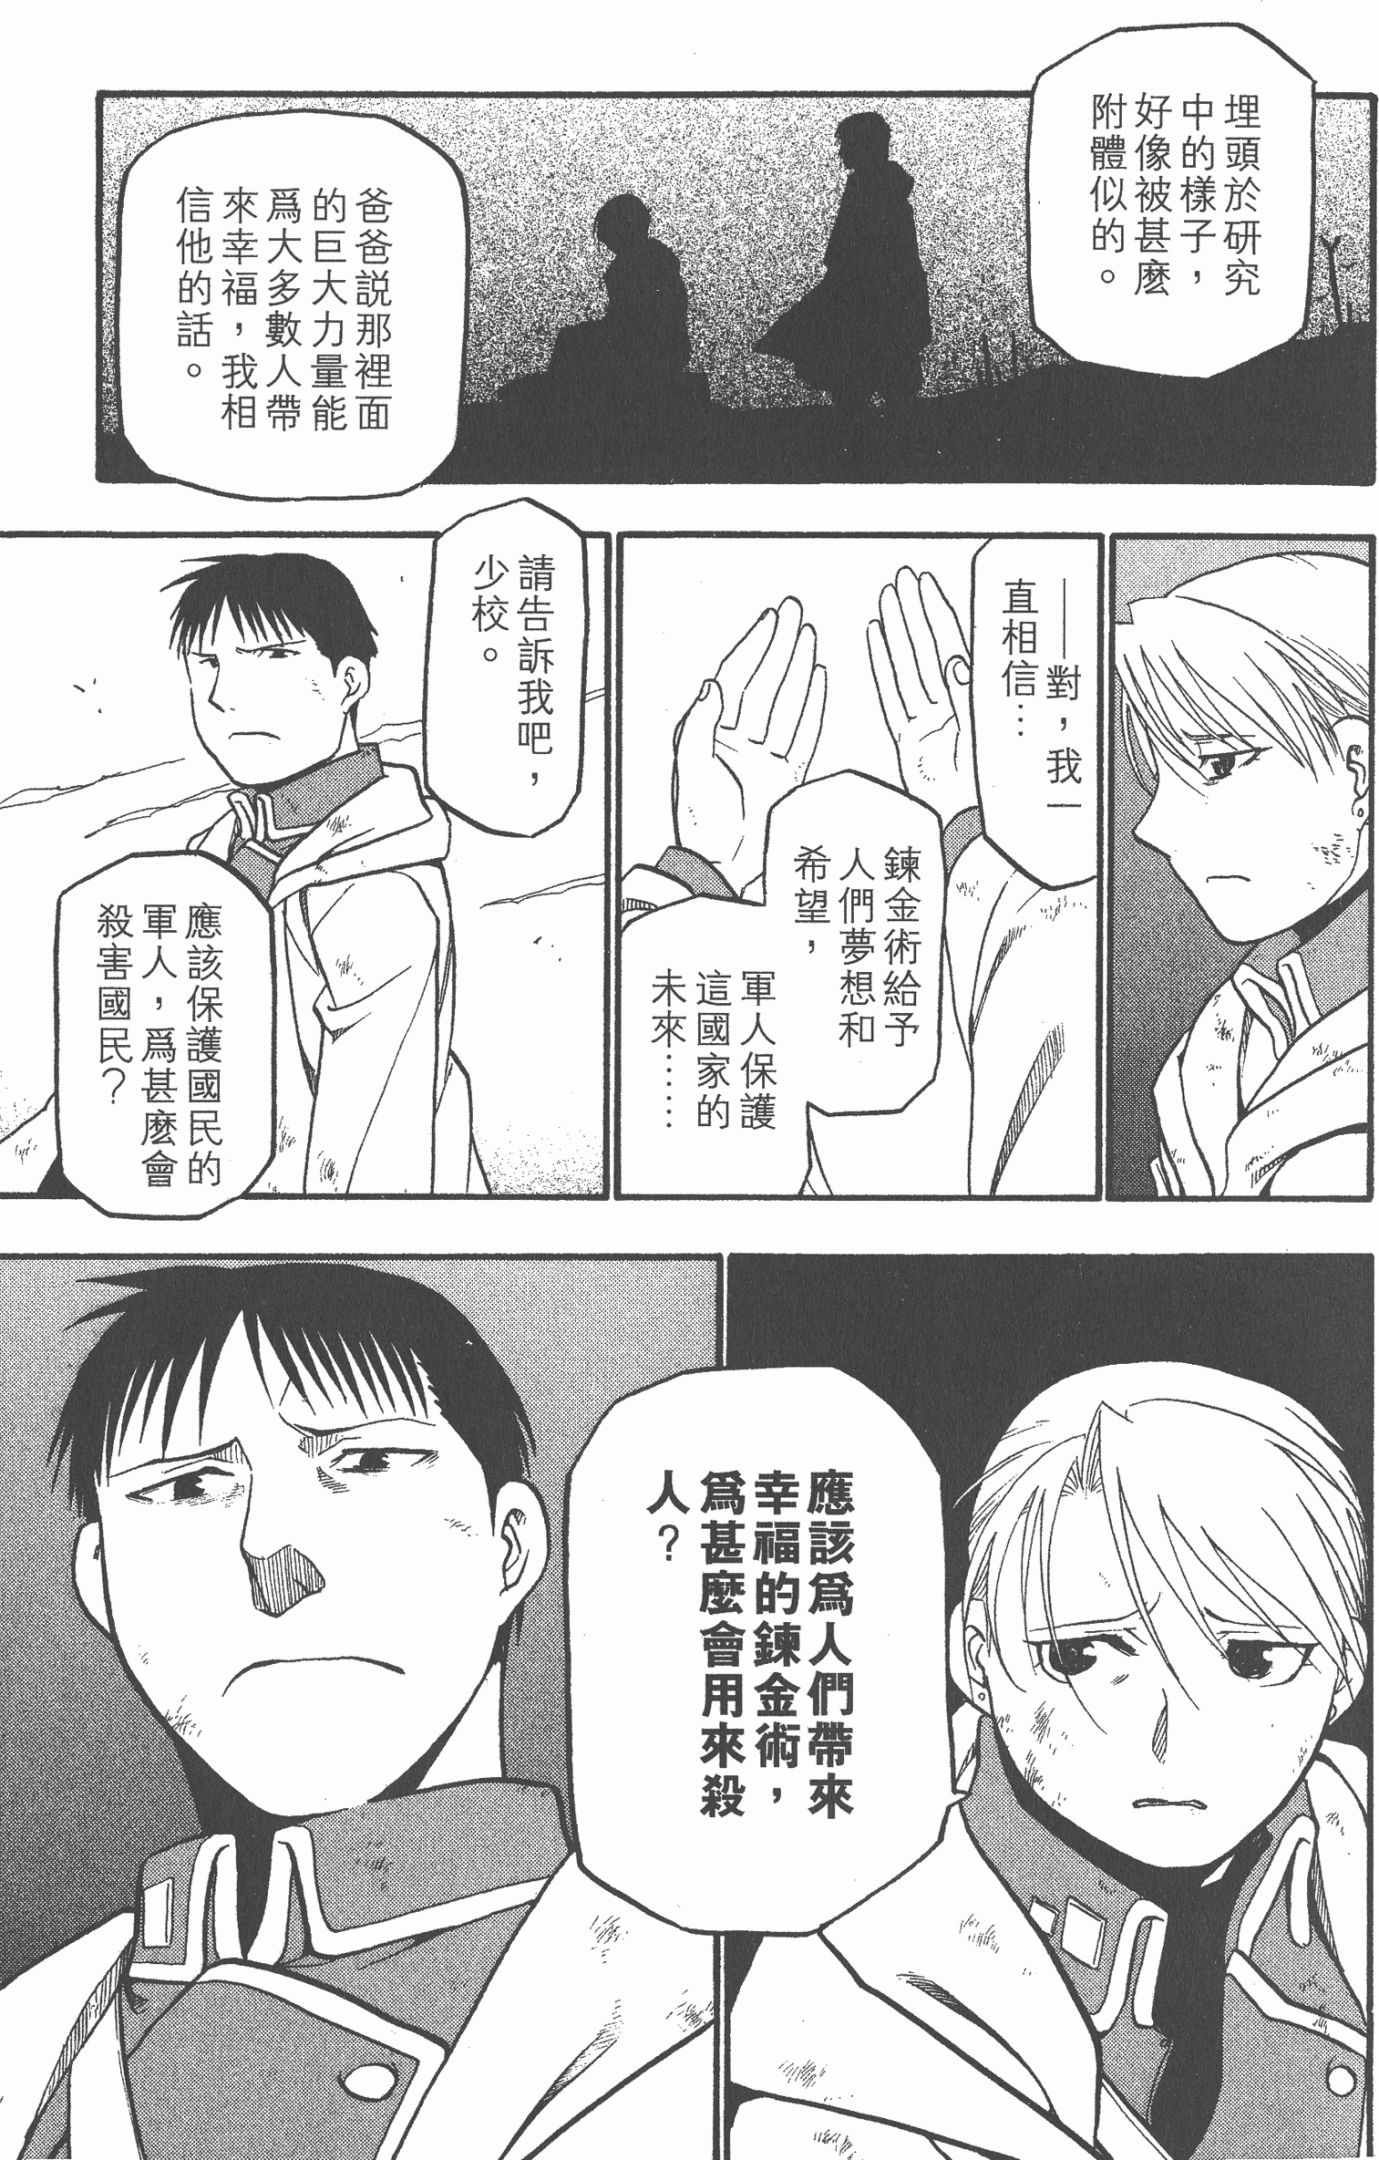 埋頭於研究
中的樣子，
好像被甚麽
附體似的。
爸爸説那裡面
的巨大力量能
爲大多數人帶
來幸福，我相
信他的話。
——對，我一
直相信…
鍊金術給予
人們夢想和
希望，
軍人保護
這國家的
未來……
請告訴我吧，
少校。
應該保護國民的
軍人，爲甚麽會
殺害國民？
應該爲人們帶來
幸福的鍊金術，
爲甚麽會用來殺
人？